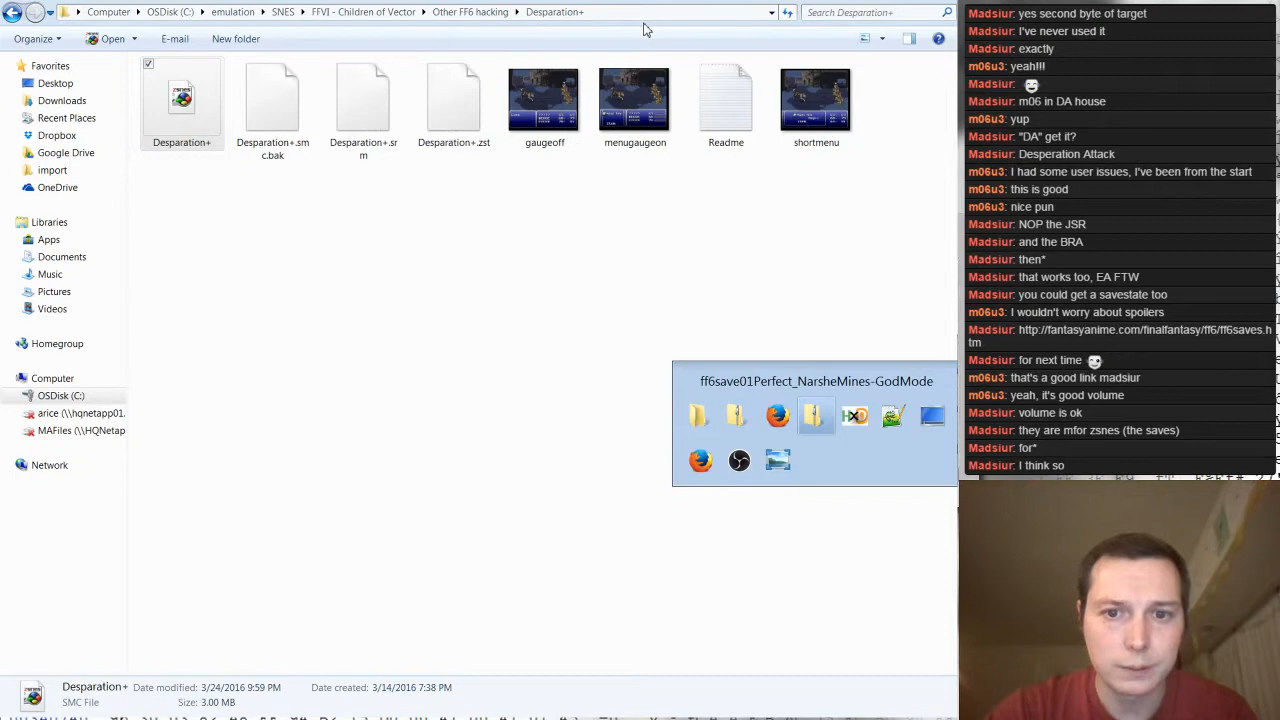 Computer ▸ OSDisk (C:) ▸ emulation ▸ SNES ▸ FFVI - Children of Vector ▸ Other FF6 hacking ▸ Desparation+
Search Desparation+
Organize
Open
E-mail
New folder
Favorites
Desktop
Downloads
Recent Places
Dropbox
Google Drive
import
OneDrive
Libraries
Apps
Documents
Music
Pictures
Videos
Homegroup
Computer
OSDisk (C:)
arice (\\hqnetapp01.
MAFiles (\\HQNetap
Network
Desparation+
Desparation+.sm
c.bak
Desparation+.sr
m
Desparation+.zst
gaugeoff
menugaugeon
Readme
shortmenu
ff6save01Perfect_NarsheMines-GodMode
Desparation+
SMC File
Date modified: 3/24/2016 9:59 PM
Size: 3.00 MB
Date created: 3/14/2016 7:38 PM
Madsiur: yes second byte of target
Madsiur: I've never used it
Madsiur: exactly
m06u3: yeah!!!
Madsiur:
Madsiur: m06 in DA house
m06u3: yup
Madsiur: "DA" get it?
Madsiur: Desperation Attack
m06u3: I had some user issues, I've been from the start
m06u3: this is good
m06u3: nice pun
Madsiur: NOP the JSR
Madsiur: and the BRA
Madsiur: then*
Madsiur: that works too, EA FTW
Madsiur: you could get a savestate too
m06u3: I wouldn't worry about spoilers
Madsiur: http://fantasyanime.com/finalfantasy/ff6/ff6saves.h
tm
Madsiur: for next time
m06u3: that's a good link madsiur
m06u3: yeah, it's good volume
Madsiur: volume is ok
Madsiur: they are mfor zsnes (the saves)
Madsiur: for*
Madsiur: I think so